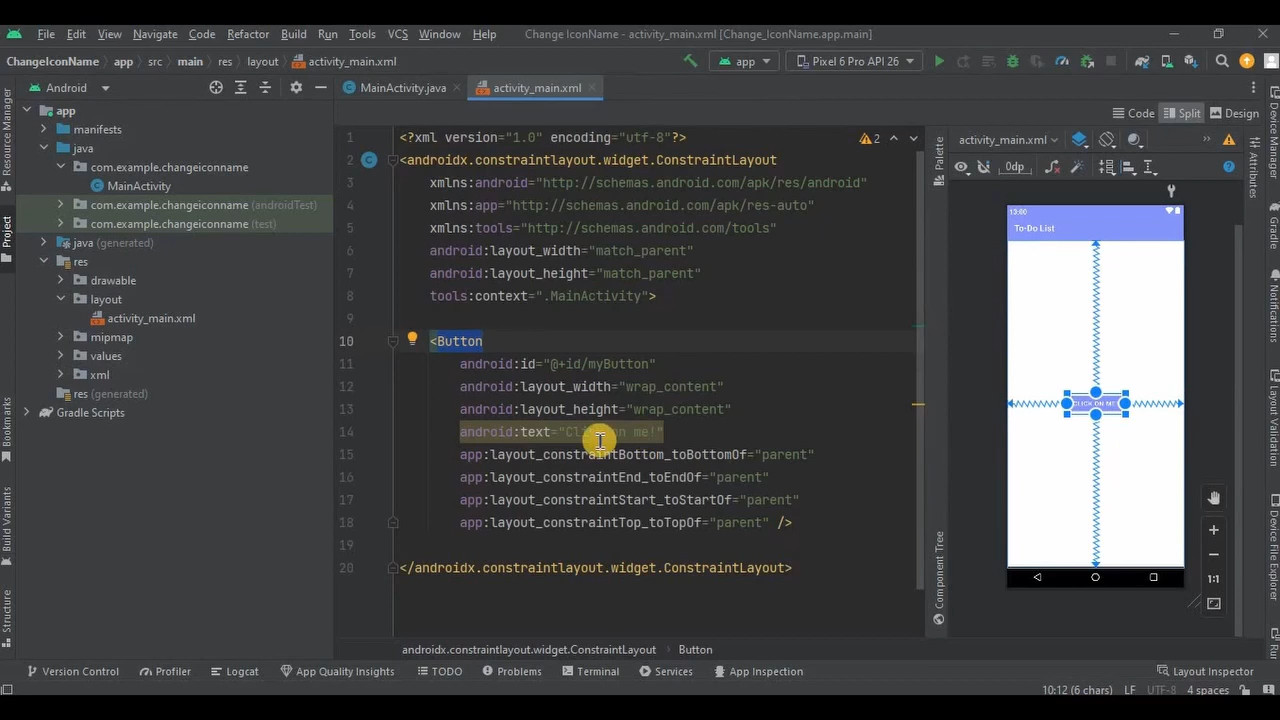 File Edit View Navigate Code Refactor Build Run Tools VCS Window Help Change IconName - activity_main.xml [Change_IconName.app.main]
ChangeIconName app src main res layout activity_main.xml app Pixel 6 Pro API 26
Android MainActivity.java activity_main.xml
Code Split Design
Resource Manager
Project
Bookmarks
Build Variants
Structure
app
manifests
java
com.example.changeiconname
MainActivity
com.example.changeiconname (androidTest)
com.example.changeiconname (test)
java (generated)
res
drawable
layout
activity_main.xml
mipmap
values
xml
res (generated)
Gradle Scripts
1 <?xml version="1.0" encoding="utf-8"?>
2 <androidx.constraintlayout.widget.ConstraintLayout
3 xmlns:android="http://schemas.android.com/apk/res/android"
4 xmlns:app="http://schemas.android.com/apk/res-auto"
5 xmlns:tools="http://schemas.android.com/tools"
6 android:layout_width="match_parent"
7 android:layout_height="match_parent"
8 tools:context=".MainActivity">
9
10 <Button
11 android:id="@+id/myButton"
12 android:layout_width="wrap_content"
13 android:layout_height="wrap_content"
14 android:text="Click on me!"
15 app:layout_constraintBottom_toBottomOf="parent"
16 app:layout_constraintEnd_toEndOf="parent"
17 app:layout_constraintStart_toStartOf="parent"
18 app:layout_constraintTop_toTopOf="parent" />
19
20 </androidx.constraintlayout.widget.ConstraintLayout>
2
androidx.constraintlayout.widget.ConstraintLayout Button
Palette
Component Tree
activity_main.xml
0dp
To-Do List
CLICK ON ME!
1:1
Attributes
Device Manager
Gradle
Notifications
Layout Validation
Device File Explorer
Version Control Profiler Logcat App Quality Insights TODO Problems Terminal Services App Inspection Layout Inspector
10:12 (6 chars) LF UTF-8 4 spaces